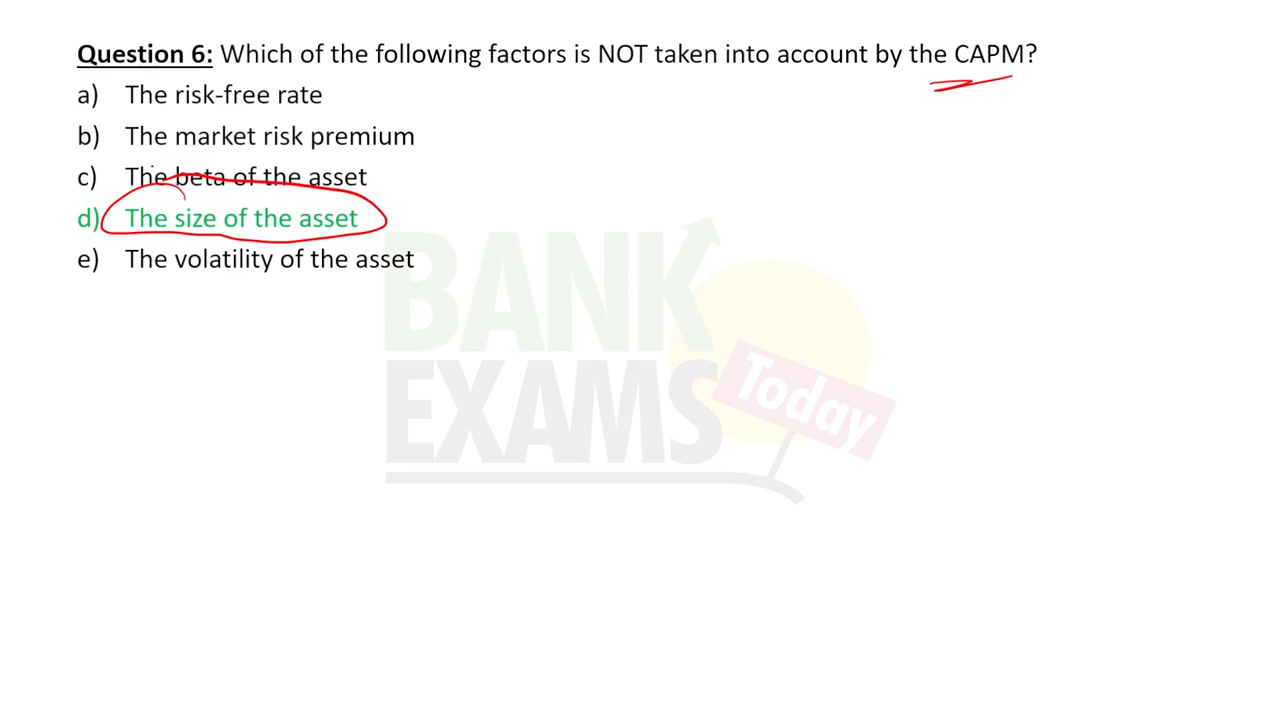 Question 6: Which of the following factors is NOT taken into account by the CAPM?
a) The risk-free rate
b) The market risk premium
c) The beta of the asset
d) The size of the asset
e) The volatility of the asset
BANK
EXAMS
Today